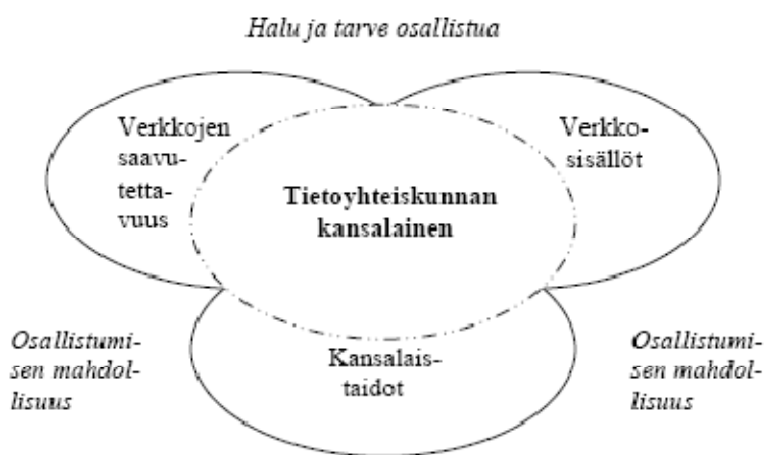 Halu ja tarve osallistua
Verkkojen
saavu-
tetta-
vuus
Verkko-
sisällöt
Tietoyhteiskunnan
kansalainen
Kansalais-
taidot
Osallistumi-
sen mahdol-
lisuus
Osallistumi-
sen mahdol-
lisuus